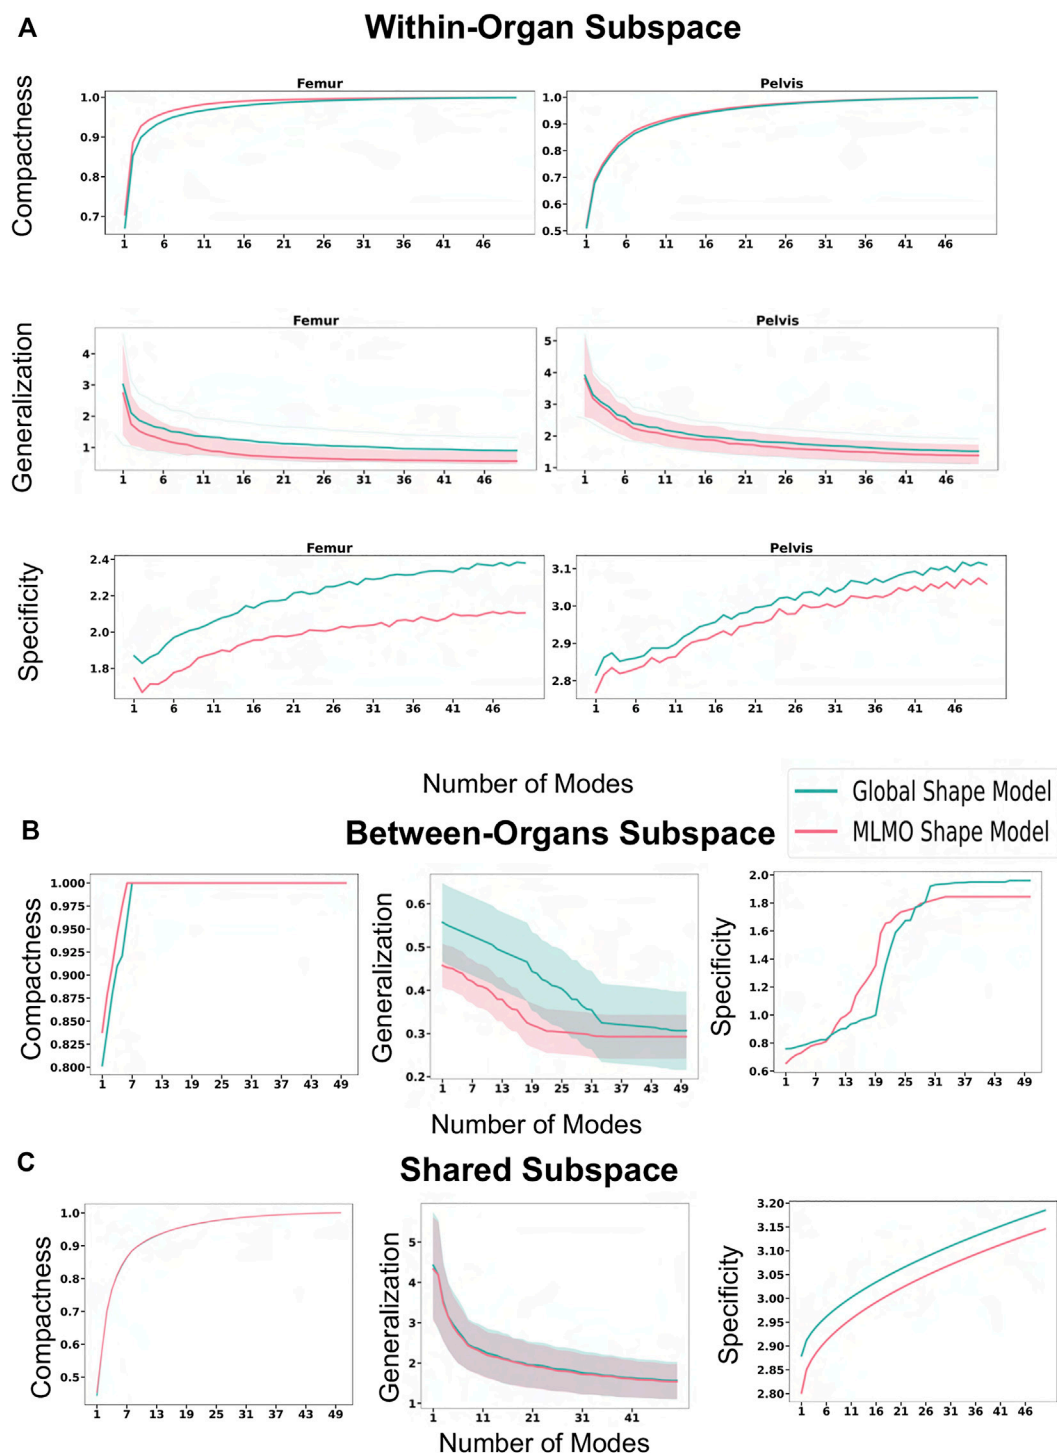 A
Within-Organ Subspace
Compactness
Femur
1.0
0.9
0.8
0.7
1 6 11 16 21 26 31 36 41 46
Pelvis
1.0
0.9
0.8
0.7
0.6
0.5
1 6 11 16 21 26 31 36 41 46
Generalization
Femur
4
3
2
1
1 6 11 16 21 26 31 36 41 46
Pelvis
5
4
3
2
1
1 6 11 16 21 26 31 36 41 46
Specificity
Femur
2.4
2.2
2.0
1.8
1 6 11 16 21 26 31 36 41 46
Pelvis
3.1
3.0
2.9
2.8
1 6 11 16 21 26 31 36 41 46
Number of Modes
Global Shape Model
MLMO Shape Model
B
Between-Organs Subspace
Compactness
1.000
0.975
0.950
0.925
0.900
0.875
0.850
0.825
0.800
1 7 13 19 25 31 37 43 49
Generalization
0.6
0.5
0.4
0.3
0.2
1 7 13 19 25 31 37 43 49
Specificity
2.0
1.8
1.6
1.4
1.2
1.0
0.8
0.6
1 7 13 19 25 31 37 43 49
Number of Modes
C
Shared Subspace
Compactness
1.0
0.9
0.8
0.7
0.5
1 7 13 19 25 31 37 43 49
Generalization
5
4
3
2
1
1 11 21 31 41
Specificity
3.20
3.15
3.10
3.05
3.00
2.95
2.90
2.85
2.80
1 6 11 16 21 26 31 36 41 46
Number of Modes